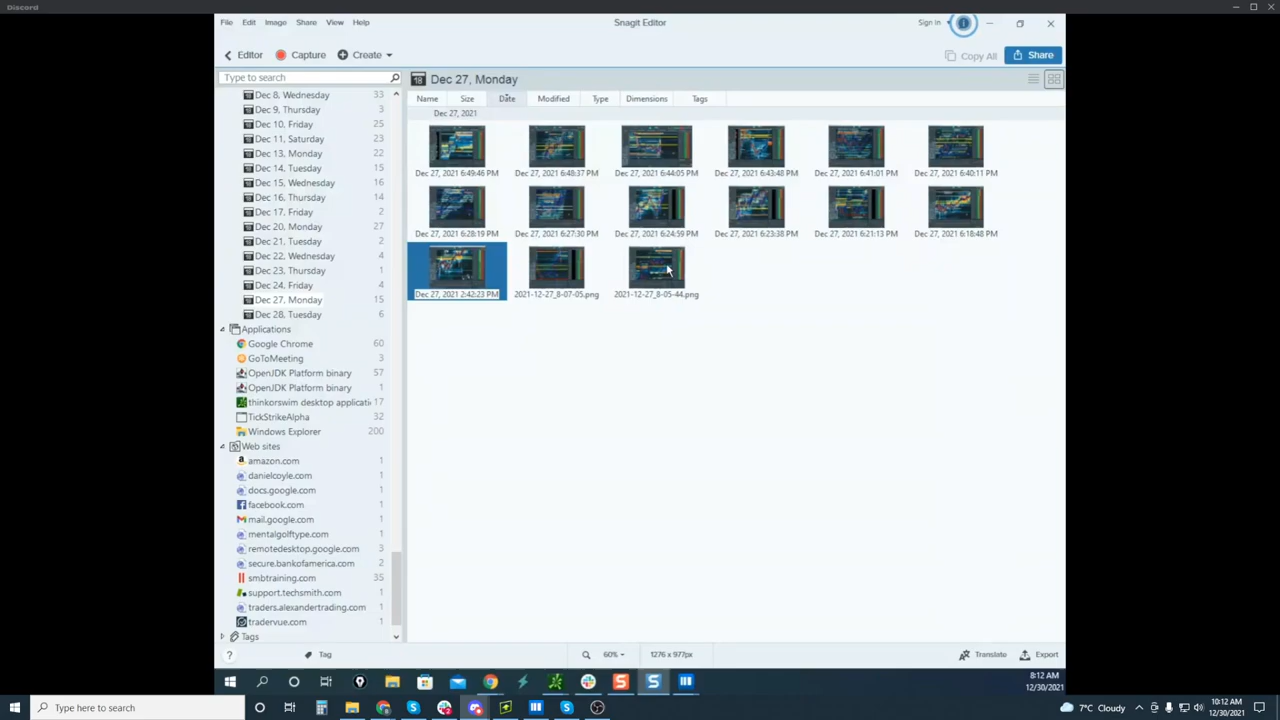 Discord
File Edit Image Share View Help
Snagit Editor
Sign In
Editor Capture Create
Copy All Share
Type to search
Dec 27, Monday
Name Size Date Modified Type Dimensions Tags
Dec 27, 2021
Dec 8, Wednesday 33
Dec 9, Thursday 3
Dec 10, Friday 25
Dec 11, Saturday 23
Dec 13, Monday 22
Dec 14, Tuesday 15
Dec 15, Wednesday 16
Dec 16, Thursday 14
Dec 17, Friday 2
Dec 20, Monday 27
Dec 21, Tuesday 2
Dec 22, Wednesday 4
Dec 23, Thursday 1
Dec 24, Friday 4
Dec 27, Monday 15
Dec 28, Tuesday 6
Applications
Google Chrome 60
GoToMeeting 3
OpenJDK Platform binary 57
OpenJDK Platform binary 1
thinkorswim desktop applicati 17
TickStrikeAlpha 32
Windows Explorer 200
Web sites
amazon.com 1
danielcoyle.com 1
docs.google.com 1
facebook.com 1
mail.google.com 1
mentalgolftype.com 1
remotedesktop.google.com 3
secure.bankofamerica.com 2
smbtraining.com 35
support.techsmith.com 1
traders.alexandertrading.com 1
tradervue.com 1
Tags
Dec 27, 2021 6:49:46 PM Dec 27, 2021 6:48:37 PM Dec 27, 2021 6:44:05 PM Dec 27, 2021 6:43:48 PM Dec 27, 2021 6:41:01 PM Dec 27, 2021 6:40:11 PM
Dec 27, 2021 6:28:19 PM Dec 27, 2021 6:27:30 PM Dec 27, 2021 6:24:59 PM Dec 27, 2021 6:23:38 PM Dec 27, 2021 6:21:13 PM Dec 27, 2021 6:18:48 PM
Dec 27, 2021 2:42:23 PM 2021-12-27_8-07-05.png 2021-12-27_8-05-44.png
? Tag 60% 1276 x 977px Translate Export
8:12 AM
12/30/2021
Type here to search
7°C Cloudy
10:12 AM
12/30/2021